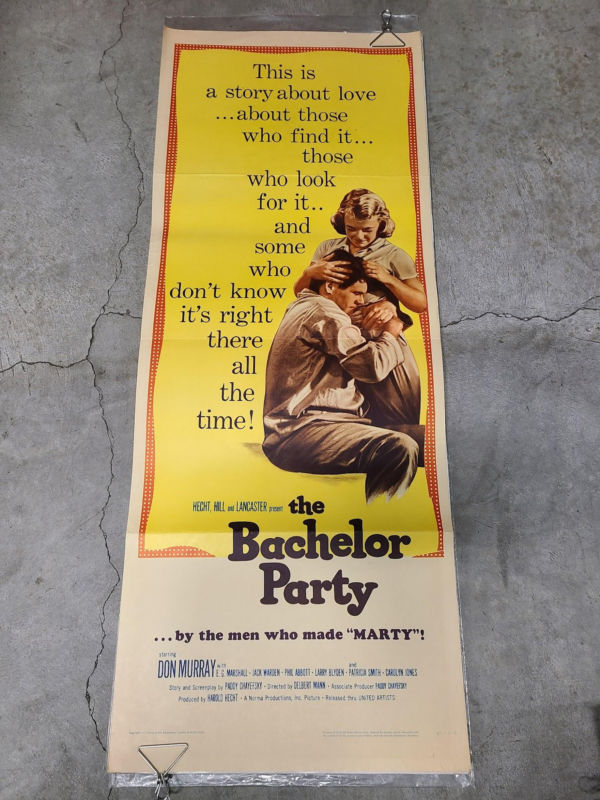 This is
a story about love
...about those
who find it...
those
who look
for it..
and
some
who
don't know
it's right
there
all
the
time!
HECHT, HILL and LANCASTER present the
Bachelor
Party
...by the men who made "MARTY"!
starring
DON MURRAY with E. G. MARSHALL • JACK WARDEN • PHIL ABBOTT • LARRY BLYDEN • and PATRICIA SMITH • CAROLYN JONES
Story and Screenplay by PADDY CHAYEFSKY • Directed by DELBERT MANN • Associate Producer PADDY CHAYEFSKY
Produced by HAROLD HECHT • A Norma Productions, Inc. Picture • Released thru UNITED ARTISTS